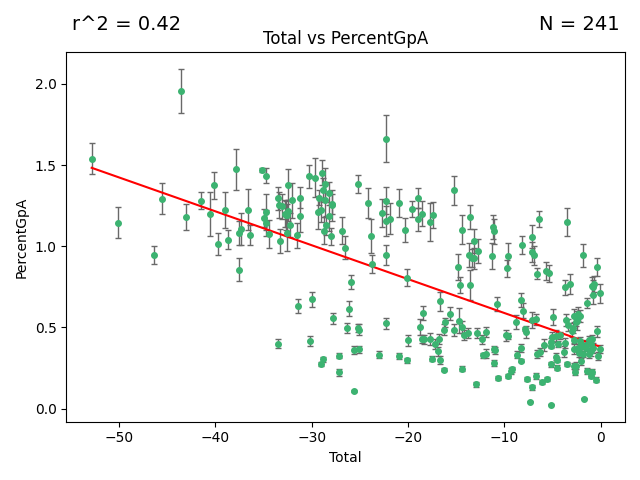 r^2 = 0.42
N = 241
Total vs PercentGpA
2.0
1.5
1.0
0.5
0.0
PercentGpA
−50
−40
−30
−20
−10
0
Total